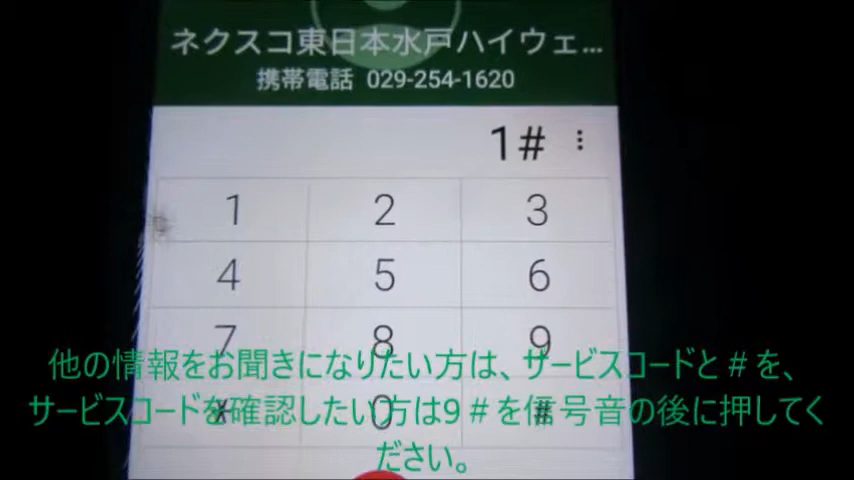 ネクスコ東日本水戸ハイウェ...
携帯電話 029-254-1620
1#
1 2 3
4 5 6
7 8 9
* 0 #
他の情報をお聞きになりたい方は、サービスコードと＃を、
サービスコードを確認したい方は9＃を信号音の後に押してく
ださい。